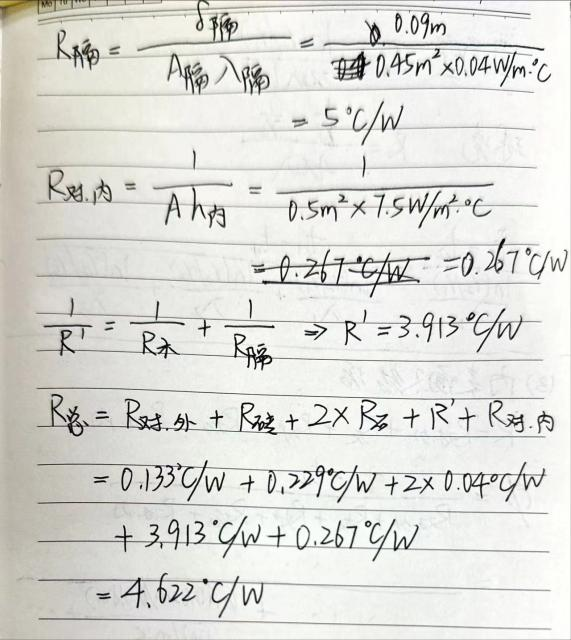 R隔 = δ隔 / A隔 λ隔 = 0.09m / 0.45m²×0.04W/m·℃
= 5℃/W
R对.内 = 1 / A h内 = 1 / 0.5m²×7.5W/m²·℃
= 0.267℃/W = 0.267℃/W
1/R' = 1/R木 + 1/R隔 ⇒ R' = 3.913℃/W
R总 = R对.外 + R砖 + 2×R石 + R' + R对.内
= 0.133℃/W + 0.229℃/W + 2×0.04℃/W
+ 3.913℃/W + 0.267℃/W
= 4.622℃/W